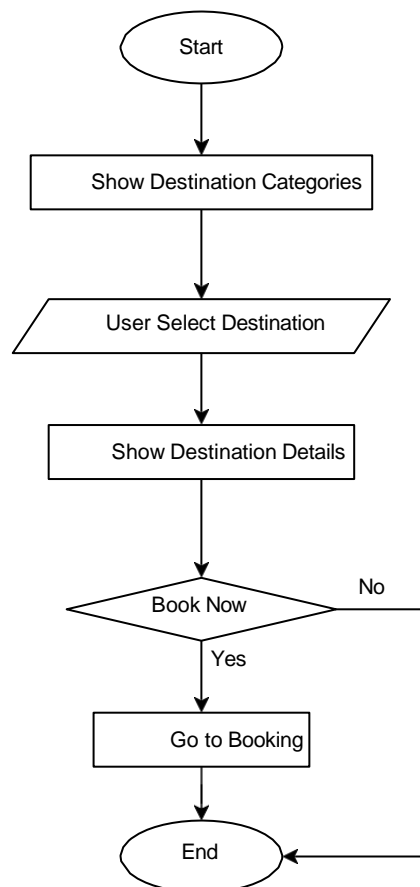 Start
Show Destination Categories
User Select Destination
Show Destination Details
Book Now
No
Yes
Go to Booking
End